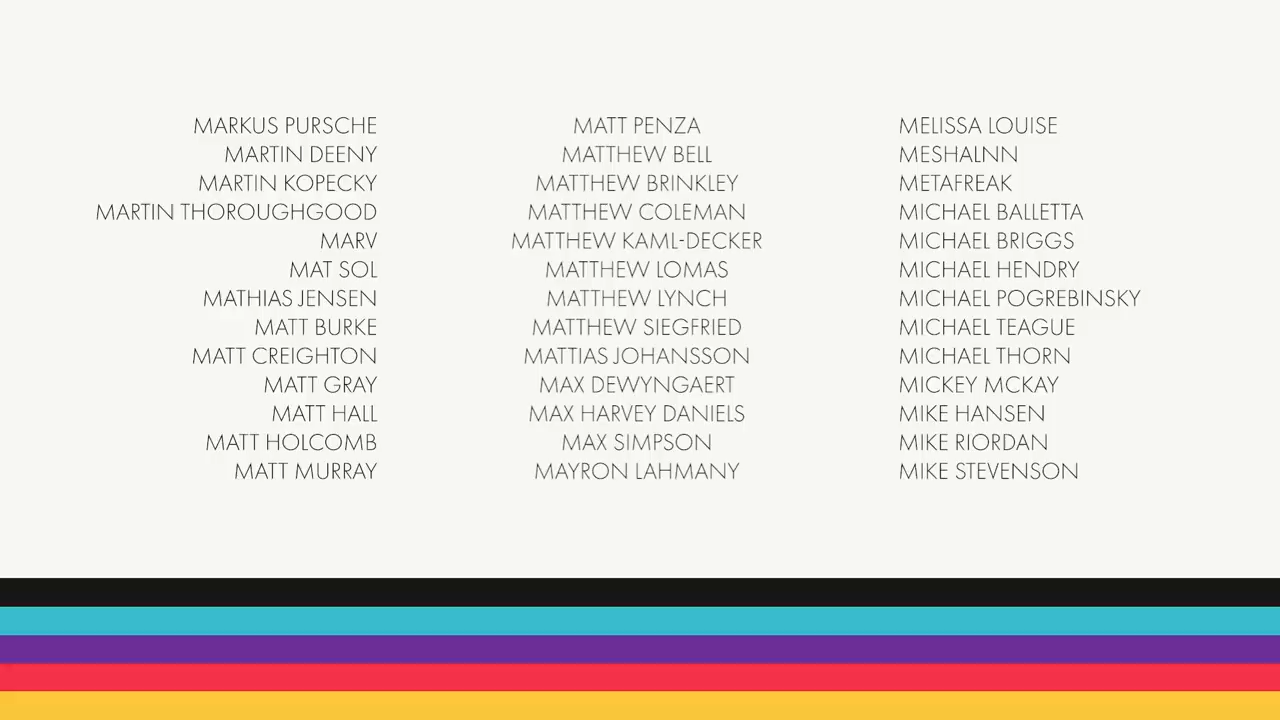 MARKUS PURSCHE
MARTIN DEENY
MARTIN KOPECKY
MARTIN THOROUGHGOOD
MARV
MAT SOL
MATHIAS JENSEN
MATT BURKE
MATT CREIGHTON
MATT GRAY
MATT HALL
MATT HOLCOMB
MATT MURRAY
MATT PENZA
MATTHEW BELL
MATTHEW BRINKLEY
MATTHEW COLEMAN
MATTHEW KAML-DECKER
MATTHEW LOMAS
MATTHEW LYNCH
MATTHEW SIEGFRIED
MATTIAS JOHANSSON
MAX DEWYNGAERT
MAX HARVEY DANIELS
MAX SIMPSON
MAYRON LAHMANY
MELISSA LOUISE
MESHALNN
METAFREAK
MICHAEL BALLETTA
MICHAEL BRIGGS
MICHAEL HENDRY
MICHAEL POGREBINSKY
MICHAEL TEAGUE
MICHAEL THORN
MICKEY MCKAY
MIKE HANSEN
MIKE RIORDAN
MIKE STEVENSON